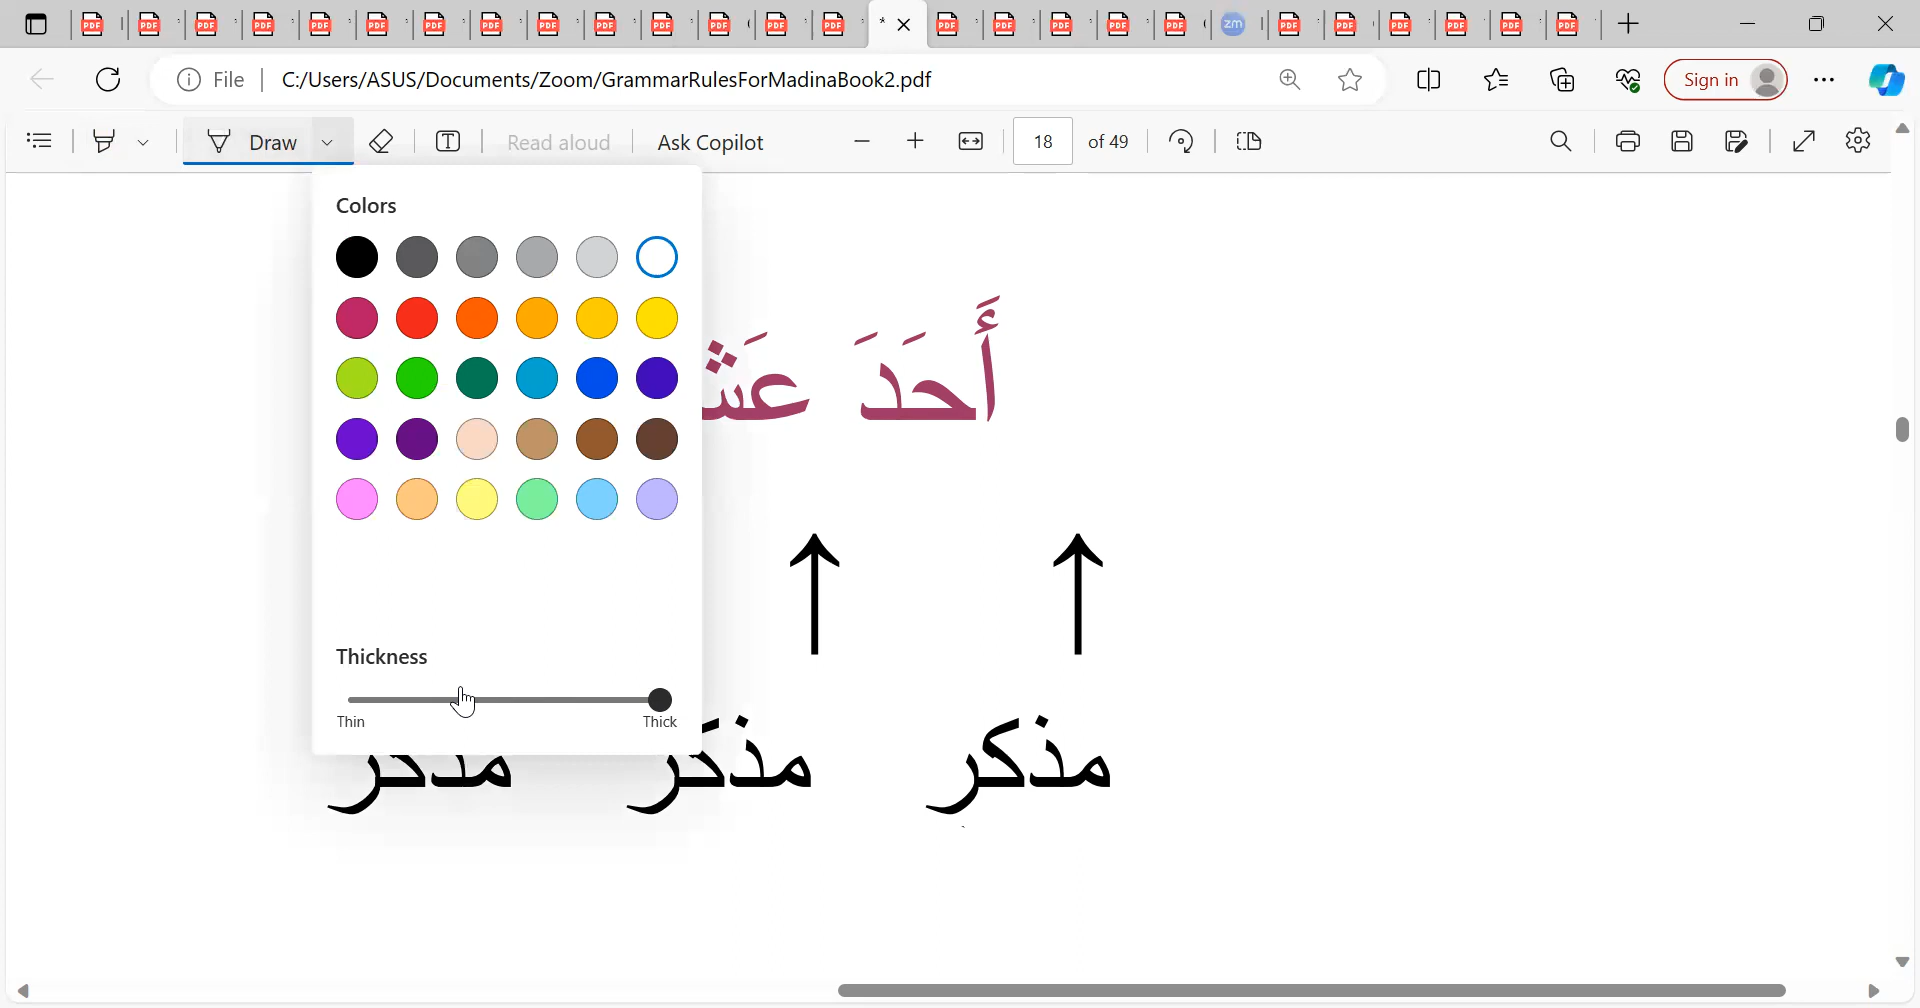 File
C:/Users/ASUS/Documents/Zoom/GrammarRulesForMadinaBook2.pdf
Sign in
Draw
Read aloud
Ask Copilot
18
of 49
Colors
أَحَدَ
Thickness
Thin
Thick
مذكر مذكر مذكر